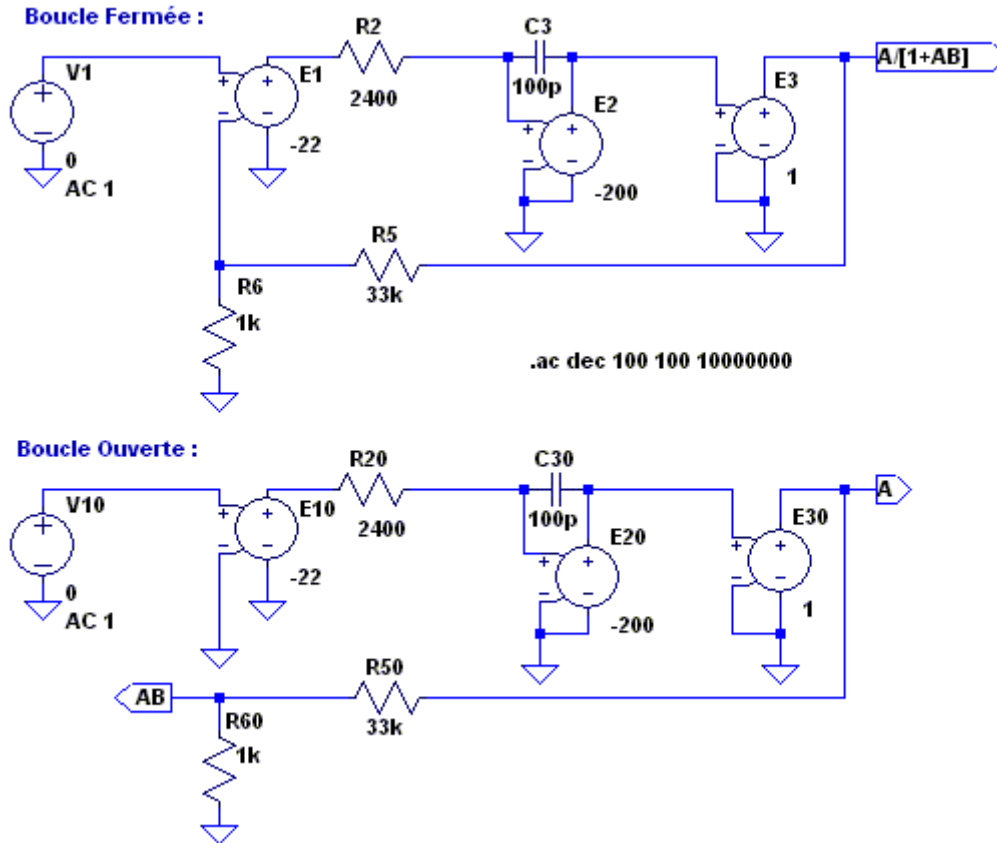 Boucle Fermée :
V1
0
AC 1
E1
-22
R2
2400
C3
100p
E2
-200
E3
1
A/[1+AB]
R5
33k
R6
1k
.ac dec 100 100 10000000
Boucle Ouverte :
V10
0
AC 1
E10
-22
R20
2400
C30
100p
E20
-200
E30
1
A
AB
R50
33k
R60
1k